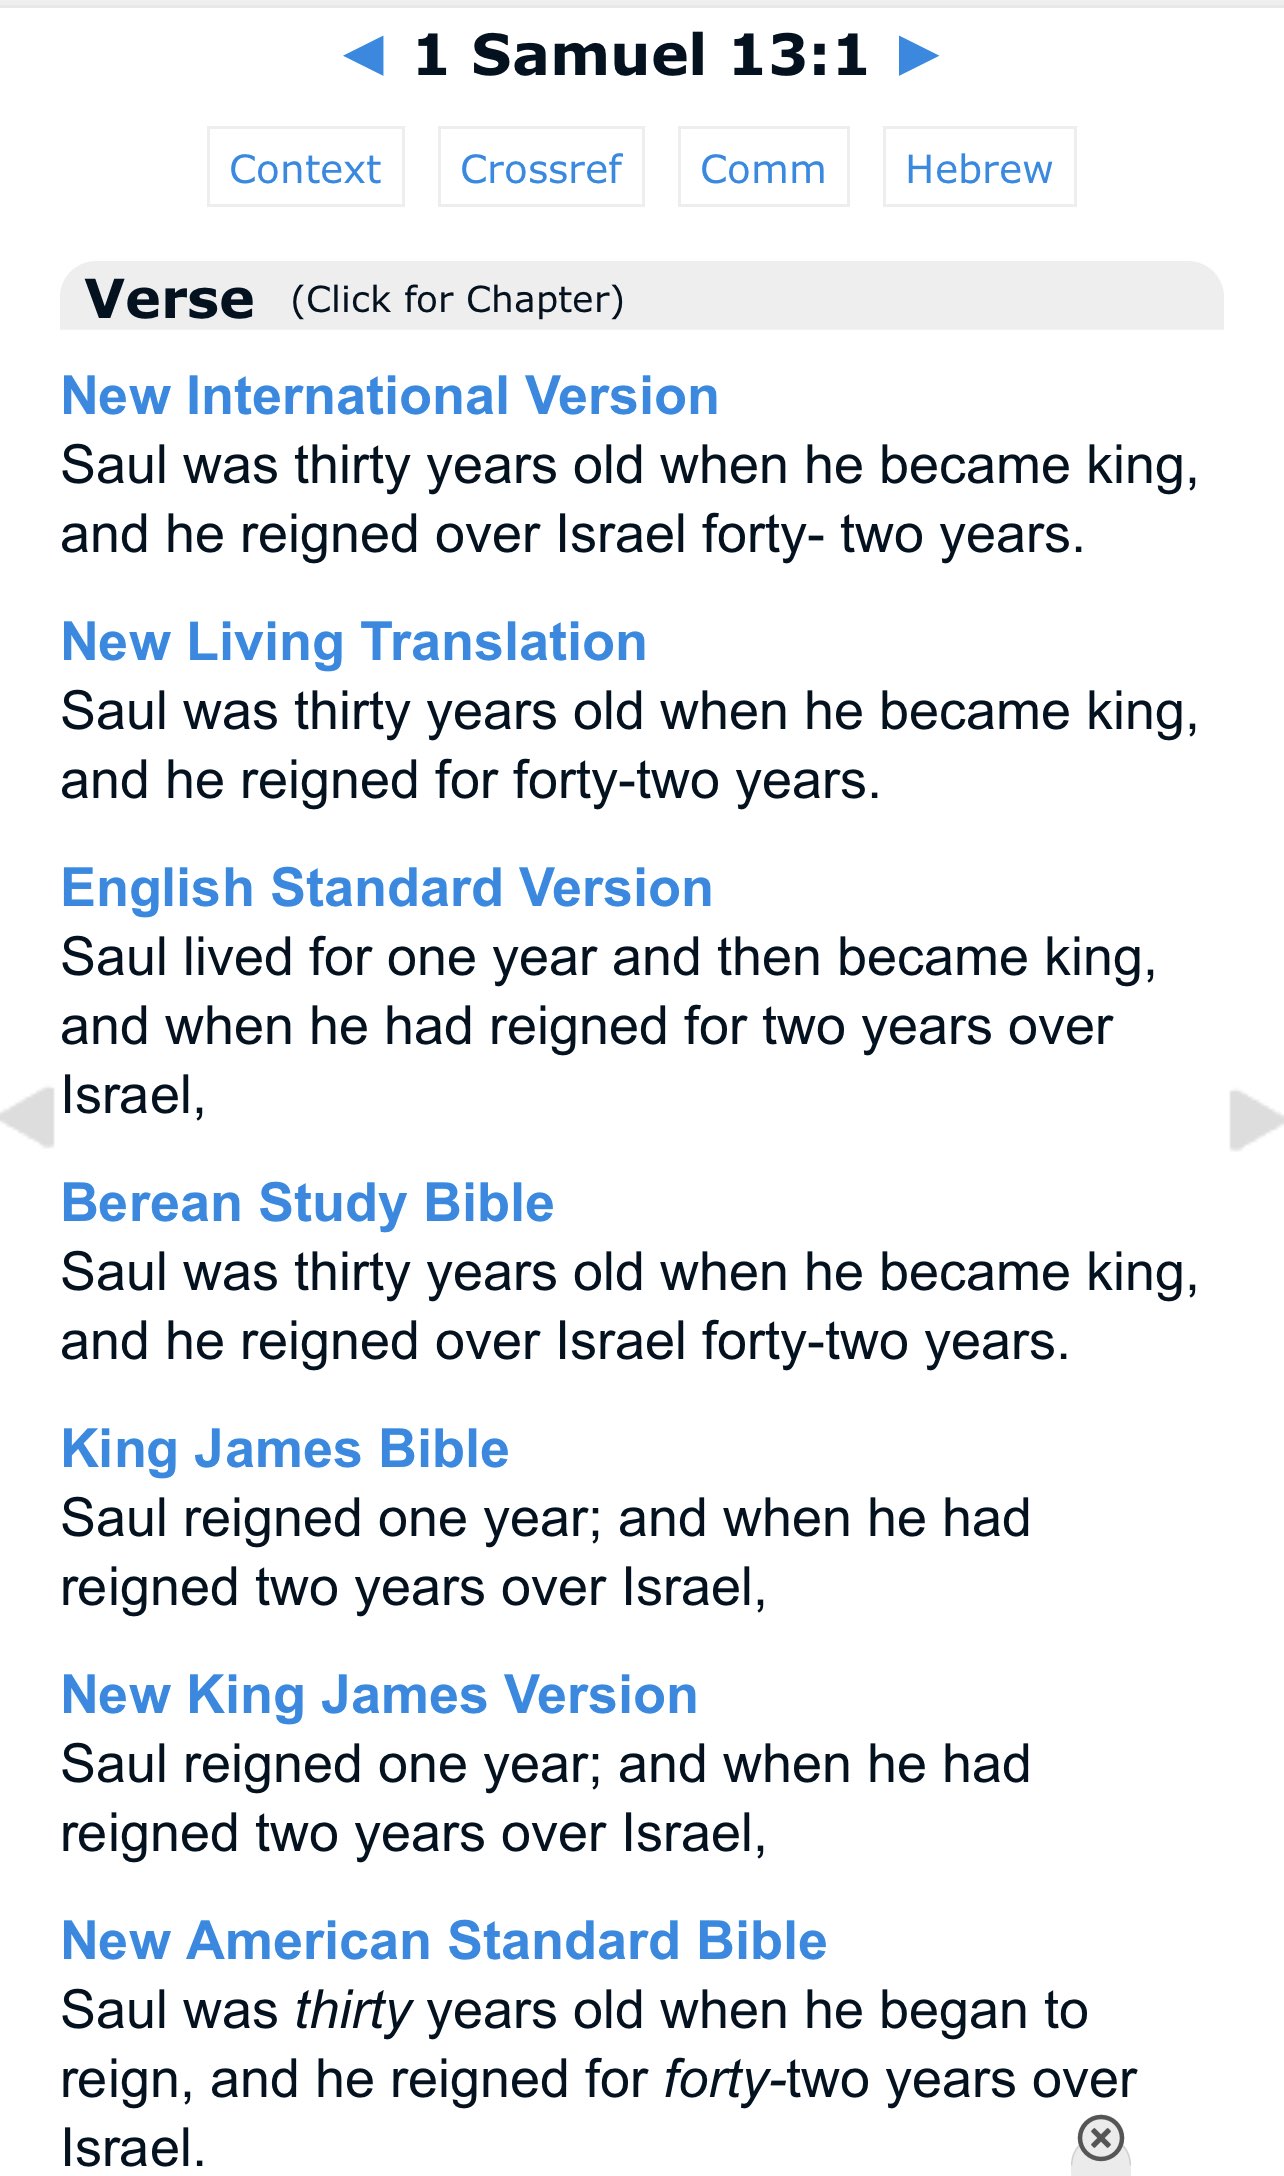 1 Samuel 13:1
Context Crossref Comm Hebrew
Verse (Click for Chapter)
New International Version
Saul was thirty years old when he became king,
and he reigned over Israel forty- two years.
New Living Translation
Saul was thirty years old when he became king,
and he reigned for forty-two years.
English Standard Version
Saul lived for one year and then became king,
and when he had reigned for two years over
Israel,
Berean Study Bible
Saul was thirty years old when he became king,
and he reigned over Israel forty-two years.
King James Bible
Saul reigned one year; and when he had
reigned two years over Israel,
New King James Version
Saul reigned one year; and when he had
reigned two years over Israel,
New American Standard Bible
Saul was thirty years old when he began to
reign, and he reigned for forty-two years over
Israel.